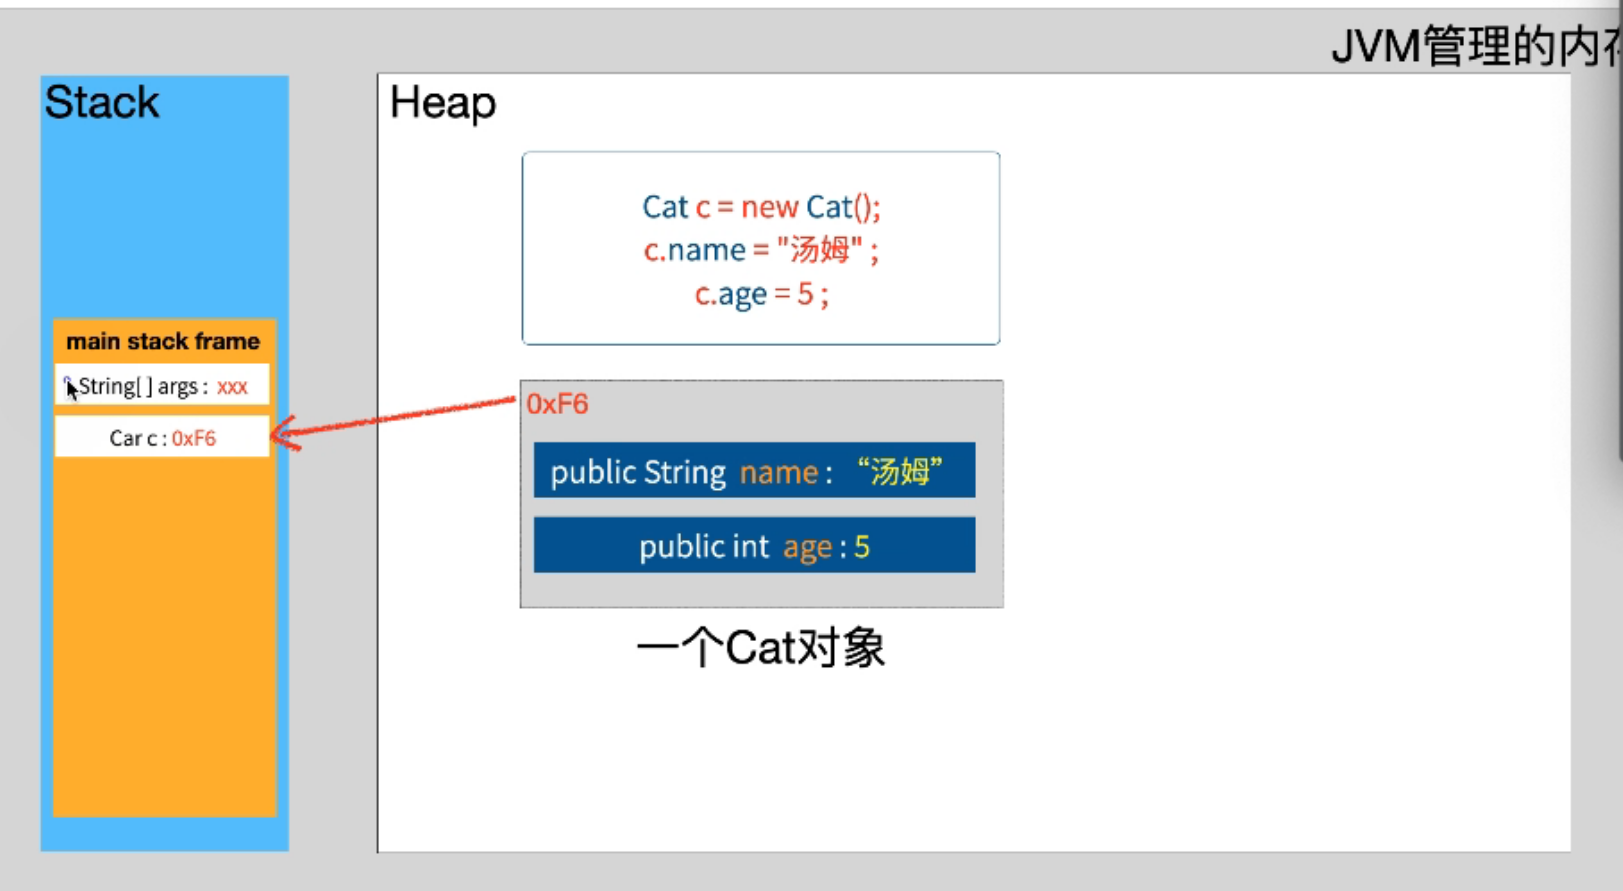 JVM管理的内存
Stack
Heap
Cat c = new Cat();
c.name = "汤姆" ;
c.age = 5 ;
main stack frame
String[ ] args : xxx
Car c : 0xF6
0xF6
public String name : “汤姆”
public int age : 5
一个Cat对象